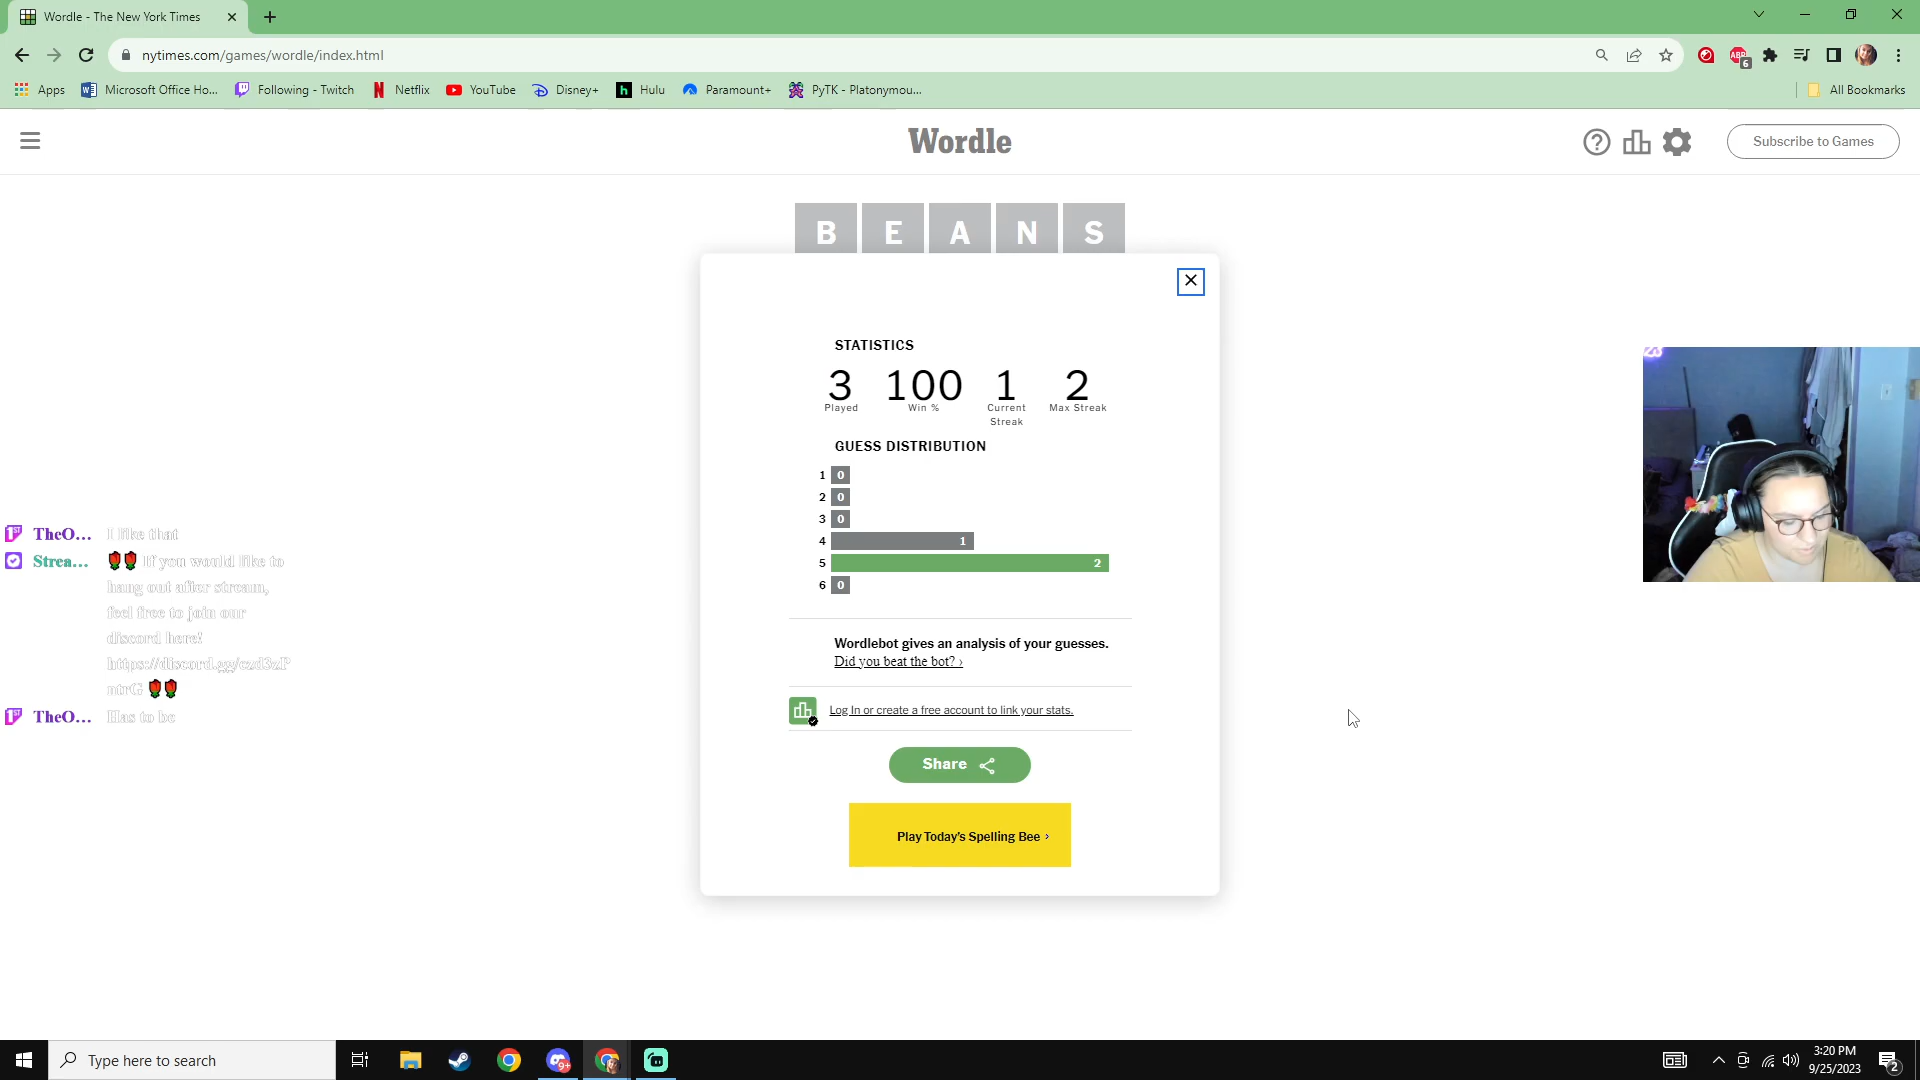 Wordle - The New York Times
nytimes.com/games/wordle/index.html
ABP
6
Apps
Microsoft Office Ho...
Following - Twitch
Netflix
YouTube
Disney+
Hulu
Paramount+
PyTK - Platonymou...
All Bookmarks
Wordle
Subscribe to Games
B E A N S
STATISTICS
3 100 1 2
Played Win % Current Streak Max Streak
GUESS DISTRIBUTION
1 0
2 0
3 0
4 1
5 2
6 0
Wordlebot gives an analysis of your guesses.
Did you beat the bot? ›
Log In or create a free account to link your stats.
Share
Play Today's Spelling Bee ›
TheO... I like that
Strea... If you would like to
hang out after stream,
feel free to join our
discord here!
TheO... Has to be
Type here to search
9+
3:20 PM
9/25/2023
2